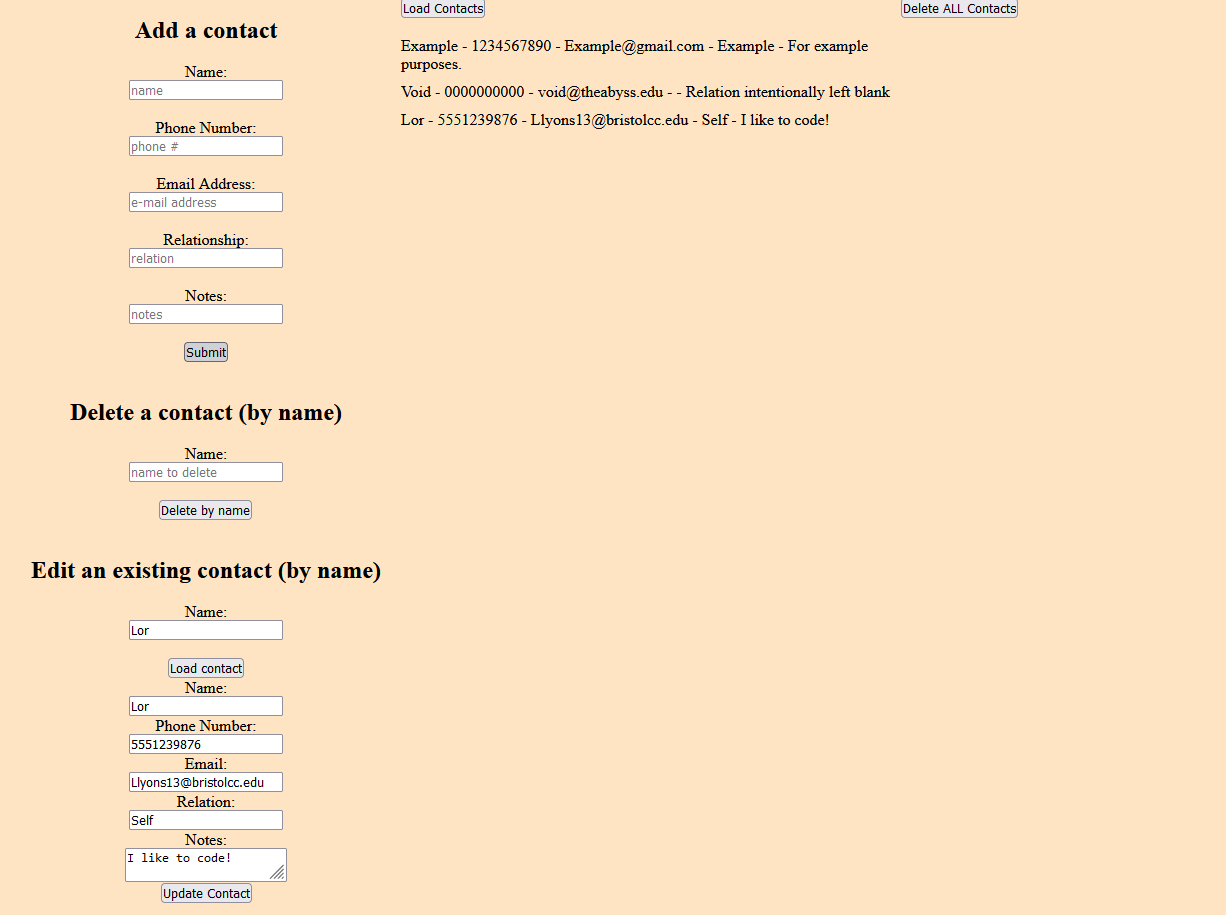 Add a contact
Name:
name
Phone Number:
phone #
Email Address:
e-mail address
Relationship:
relation
Notes:
notes
Submit
Delete a contact (by name)
Name:
name to delete
Delete by name
Edit an existing contact (by name)
Name:
Lor
Load contact
Name:
Lor
Phone Number:
5551239876
Email:
Llyons13@bristolcc.edu
Relation:
Self
Notes:
I like to code!
Update Contact
Load Contacts
Delete ALL Contacts
Example - 1234567890 - Example@gmail.com - Example - For example
purposes.
Void - 0000000000 - void@theabyss.edu - - Relation intentionally left blank
Lor - 5551239876 - Llyons13@bristolcc.edu - Self - I like to code!